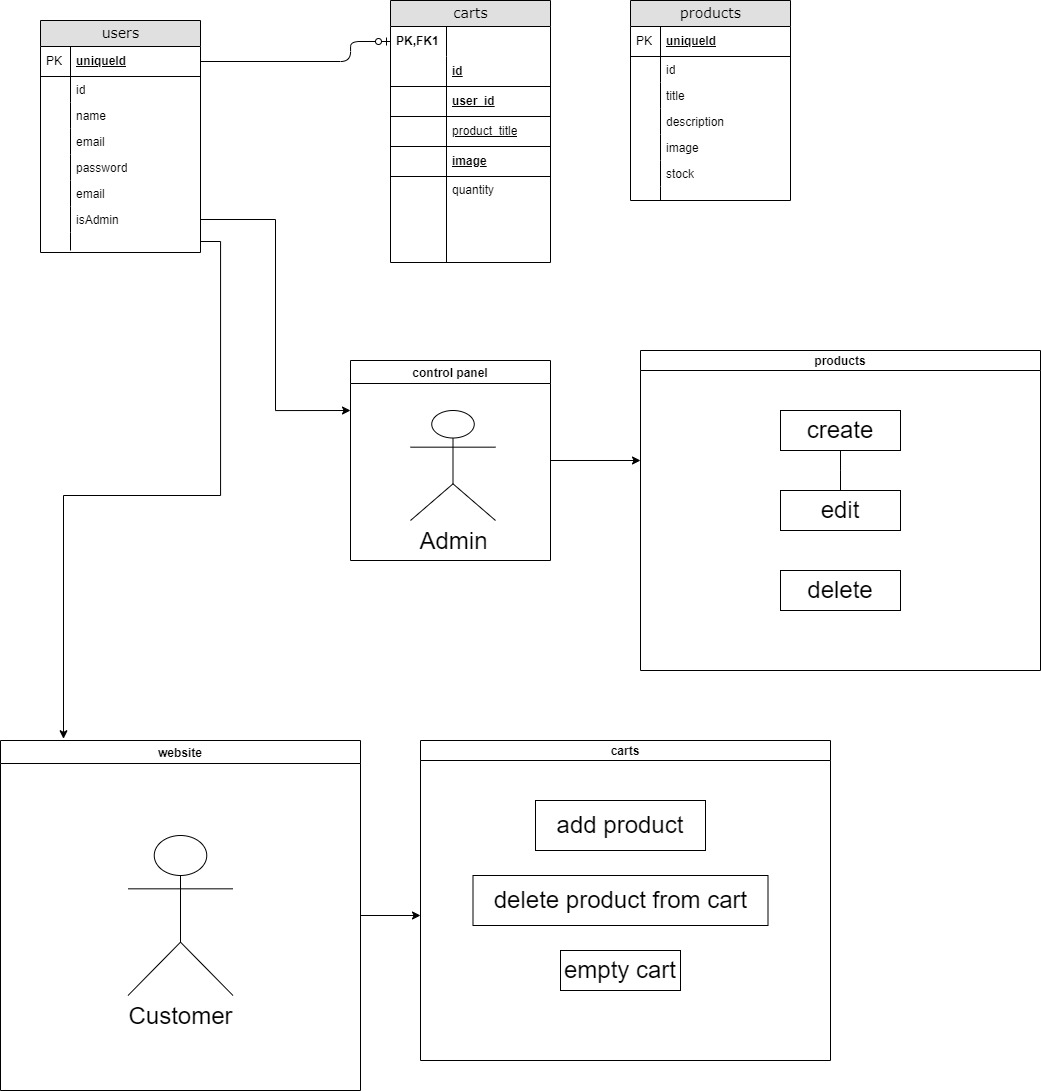 users
PK
uniqueId
id
name
email
password
email
isAdmin
carts
PK,FK1
id
user_id
product_title
image
quantity
products
PK
uniqueId
id
title
description
image
stock
control panel
Admin
products
create
edit
delete
website
Customer
carts
add product
delete product from cart
empty cart